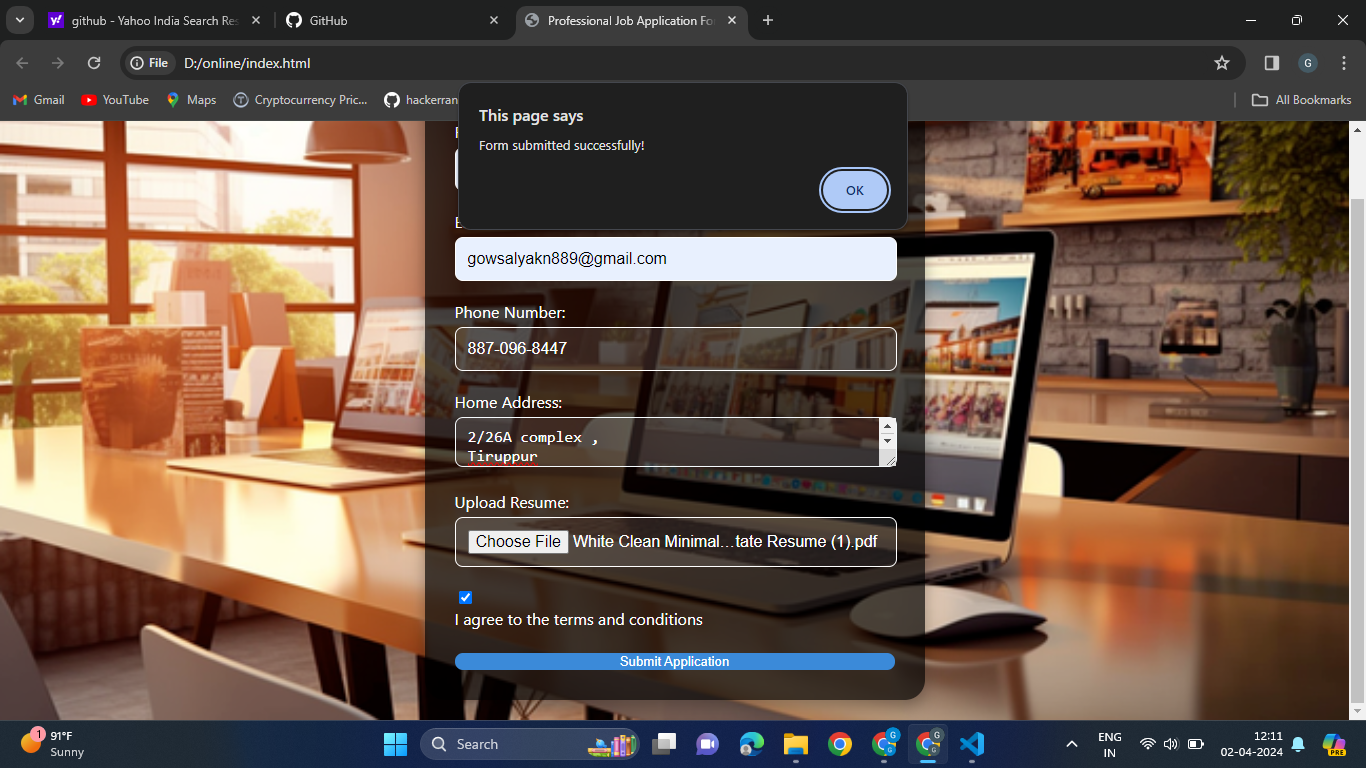 github - Yahoo India Search Res
GitHub
Professional Job Application Fo
File
D:/online/index.html
G
Gmail
YouTube
Maps
Cryptocurrency Pric...
hackerran
All Bookmarks
This page says
Form submitted successfully!
OK
gowsalyakn889@gmail.com
Phone Number:
887-096-8447
Home Address:
2/26A complex ,
Tiruppur
Upload Resume:
Choose File White Clean Minimal...tate Resume (1).pdf
I agree to the terms and conditions
Submit Application
1
91°F
Sunny
Search
G
G
ENG
IN
12:11
02-04-2024
PRE